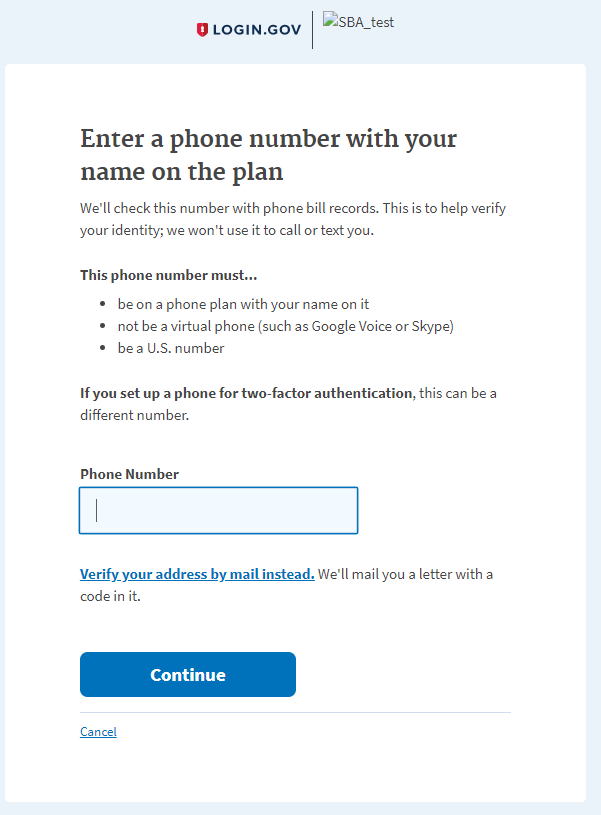 LOGIN.GOV
SBA_test
Enter a phone number with your
name on the plan
We'll check this number with phone bill records. This is to help verify
your identity; we won't use it to call or text you.
This phone number must...
• be on a phone plan with your name on it
• not be a virtual phone (such as Google Voice or Skype)
• be a U.S. number
If you set up a phone for two-factor authentication, this can be a
different number.
Phone Number
Verify your address by mail instead. We'll mail you a letter with a
code in it.
Continue
Cancel